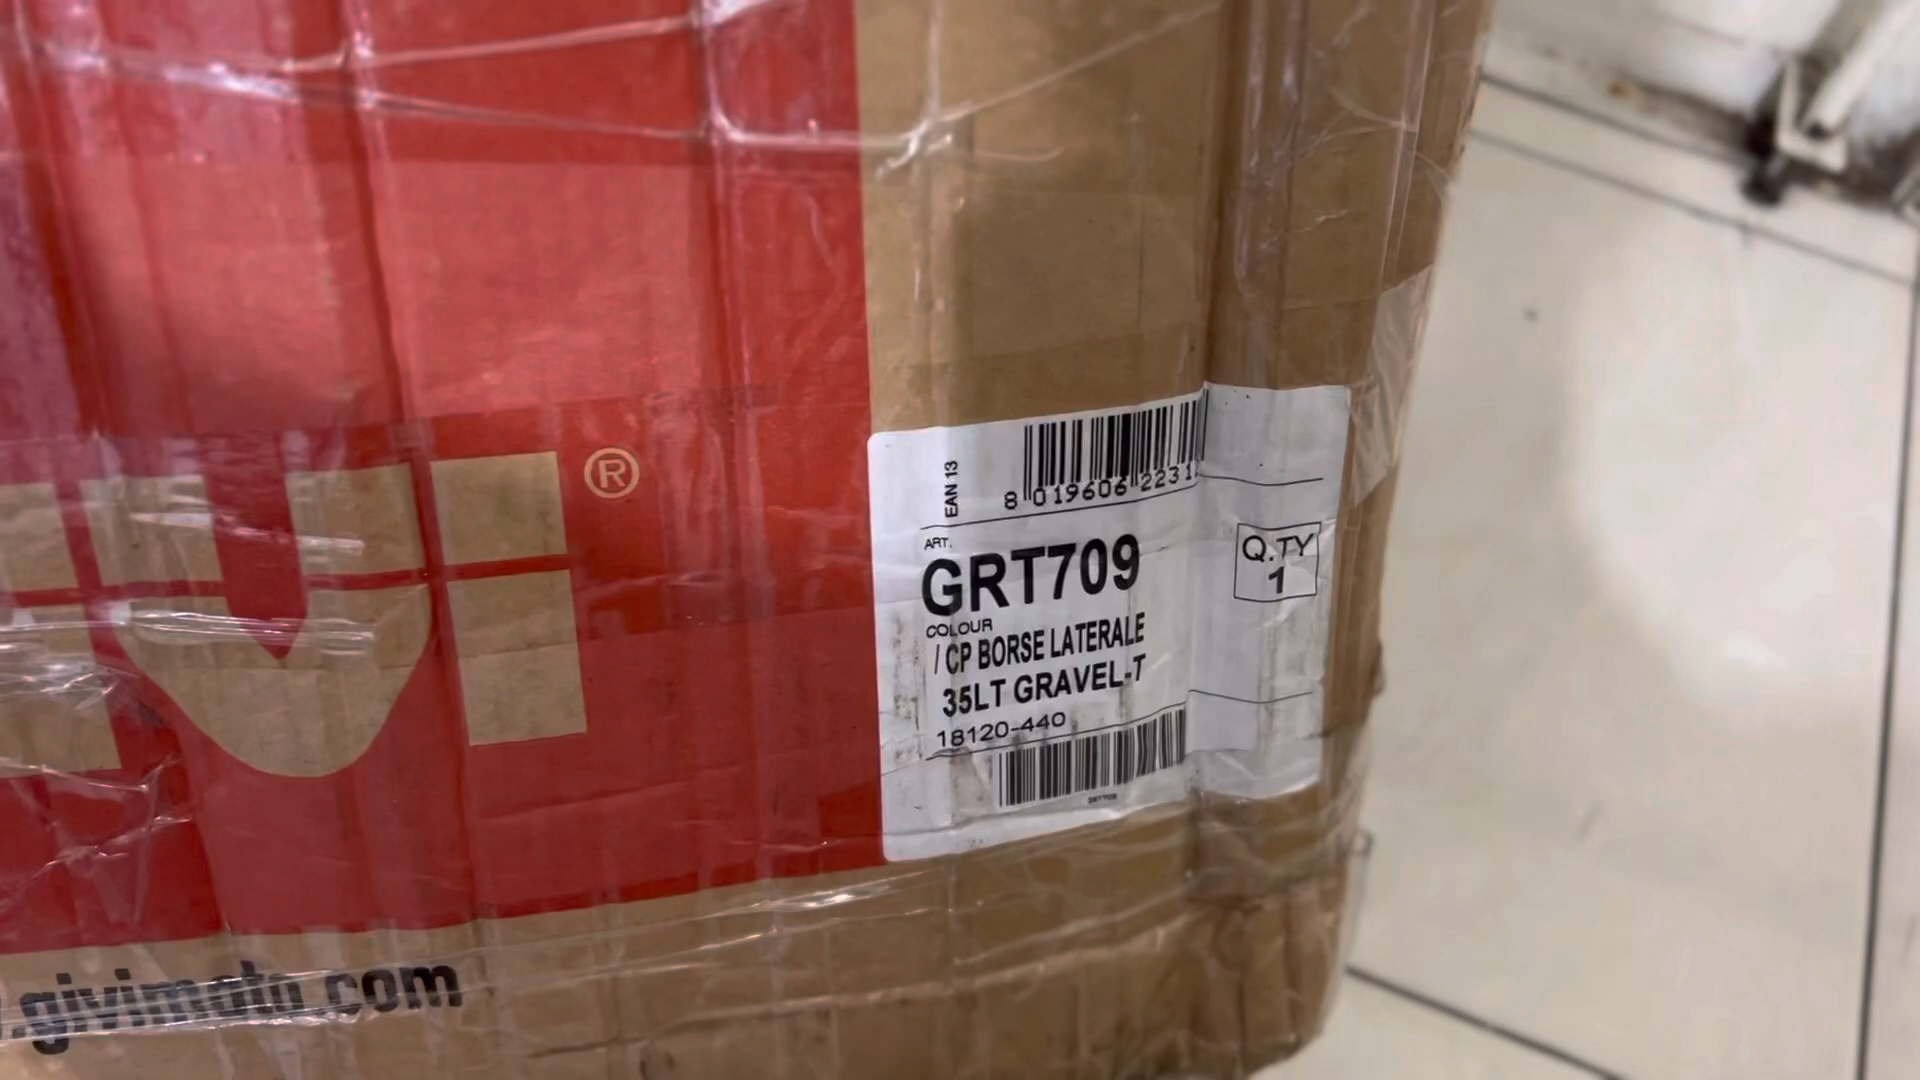 ®
EAN 13
8 019606 2231
ART.
GRT709
Q.TY
1
COLOUR
/ CP BORSE LATERALE
35LT GRAVEL-T
18120-440
GRT709
.givimoto.com